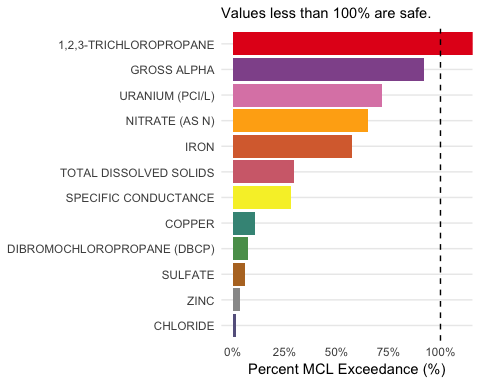 Values less than 100% are safe.
1,2,3-TRICHLOROPROPANE
GROSS ALPHA
URANIUM (PCI/L)
NITRATE (AS N)
IRON
TOTAL DISSOLVED SOLIDS
SPECIFIC CONDUCTANCE
COPPER
DIBROMOCHLOROPROPANE (DBCP)
SULFATE
ZINC
CHLORIDE
0% 25% 50% 75% 100%
Percent MCL Exceedance (%)